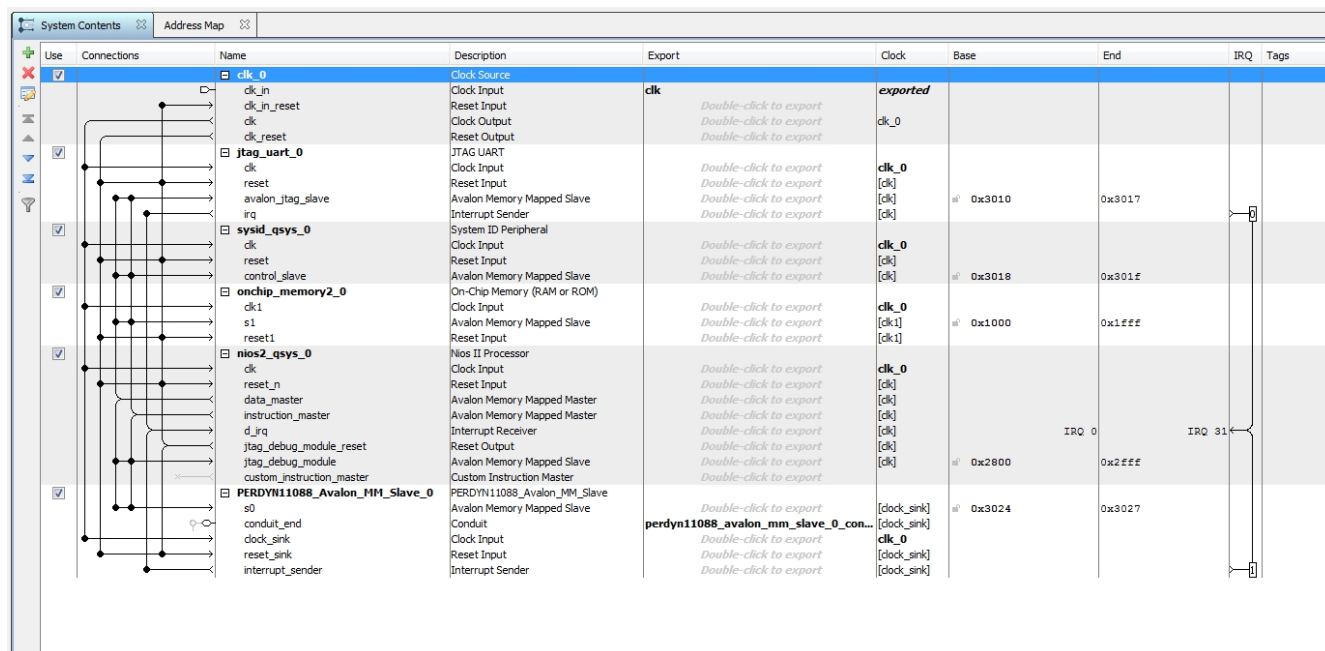 System Contents Address Map
Use Connections Name Description Export Clock Base End IRQ Tags
clk_0 Clock Source
clk_in Clock Input clk exported
clk_in_reset Reset Input Double-click to export
clk Clock Output Double-click to export clk_0
clk_reset Reset Output Double-click to export
jtag_uart_0 JTAG UART
clk Clock Input Double-click to export clk_0
reset Reset Input Double-click to export [clk]
avalon_jtag_slave Avalon Memory Mapped Slave Double-click to export [clk] 0x3010 0x3017
irq Interrupt Sender Double-click to export [clk] 0
sysid_qsys_0 System ID Peripheral
clk Clock Input Double-click to export clk_0
reset Reset Input Double-click to export [clk]
control_slave Avalon Memory Mapped Slave Double-click to export [clk] 0x3018 0x301f
onchip_memory2_0 On-Chip Memory (RAM or ROM)
clk1 Clock Input Double-click to export clk_0
s1 Avalon Memory Mapped Slave Double-click to export [clk1] 0x1000 0x1fff
reset1 Reset Input Double-click to export [clk1]
nios2_qsys_0 Nios II Processor
clk Clock Input Double-click to export clk_0
reset_n Reset Input Double-click to export [clk]
data_master Avalon Memory Mapped Master Double-click to export [clk]
instruction_master Avalon Memory Mapped Master Double-click to export [clk]
d_irq Interrupt Receiver Double-click to export [clk] IRQ 0 IRQ 31
jtag_debug_module_reset Reset Output Double-click to export [clk]
jtag_debug_module Avalon Memory Mapped Slave Double-click to export [clk] 0x2800 0x2fff
custom_instruction_master Custom Instruction Master Double-click to export
PERDYN11088_Avalon_MM_Slave_0 PERDYN11088_Avalon_MM_Slave
s0 Avalon Memory Mapped Slave Double-click to export [clock_sink] 0x3024 0x3027
conduit_end Conduit perdyn11088_avalon_mm_slave_0_con... [clock_sink]
clock_sink Clock Input Double-click to export clk_0
reset_sink Reset Input Double-click to export [clock_sink]
interrupt_sender Interrupt Sender Double-click to export [clock_sink] 1